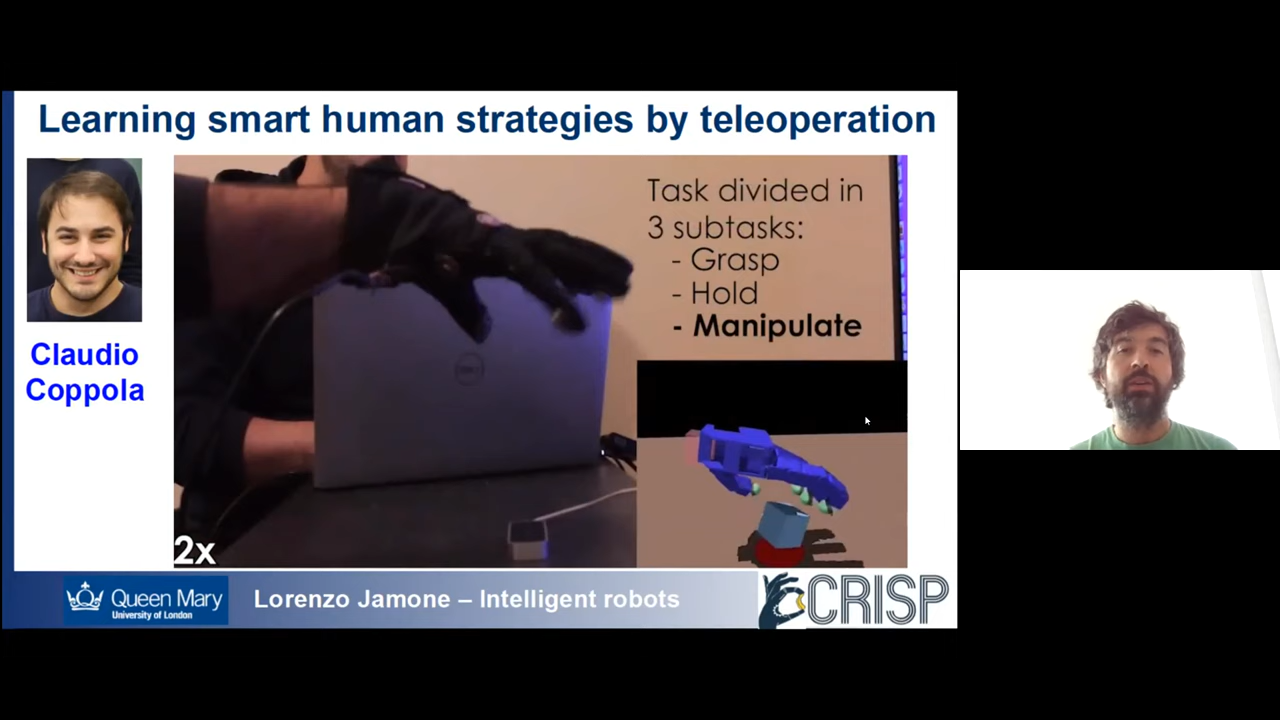 Learning smart human strategies by teleoperation
Claudio
Coppola
Task divided in
3 subtasks:
- Grasp
- Hold
- Manipulate
DELL
2x
Queen Mary
University of London
Lorenzo Jamone – Intelligent robots
CRISP